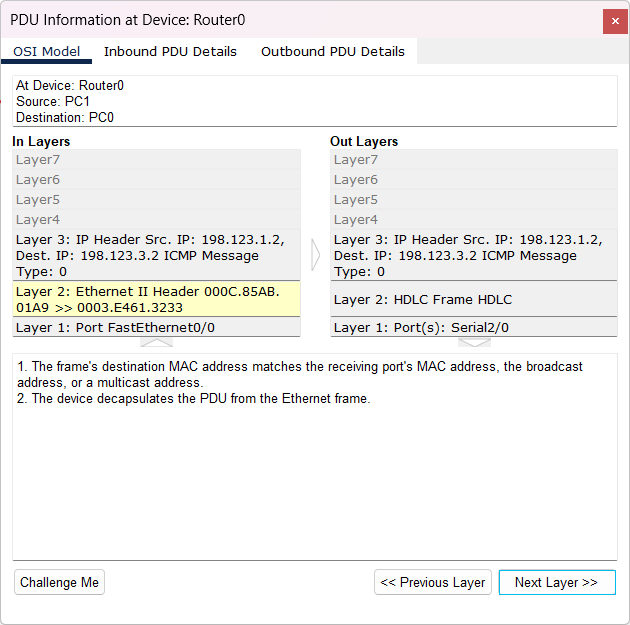 PDU Information at Device: Router0
OSI Model Inbound PDU Details Outbound PDU Details
At Device: Router0
Source: PC1
Destination: PC0
In Layers
Layer7
Layer6
Layer5
Layer4
Layer 3: IP Header Src. IP: 198.123.1.2,
Dest. IP: 198.123.3.2 ICMP Message
Type: 0
Layer 2: Ethernet II Header 000C.85AB.
01A9 >> 0003.E461.3233
Layer 1: Port FastEthernet0/0
Out Layers
Layer7
Layer6
Layer5
Layer4
Layer 3: IP Header Src. IP: 198.123.1.2,
Dest. IP: 198.123.3.2 ICMP Message
Type: 0
Layer 2: HDLC Frame HDLC
Layer 1: Port(s): Serial2/0
1. The frame's destination MAC address matches the receiving port's MAC address, the broadcast
address, or a multicast address.
2. The device decapsulates the PDU from the Ethernet frame.
Challenge Me << Previous Layer Next Layer >>